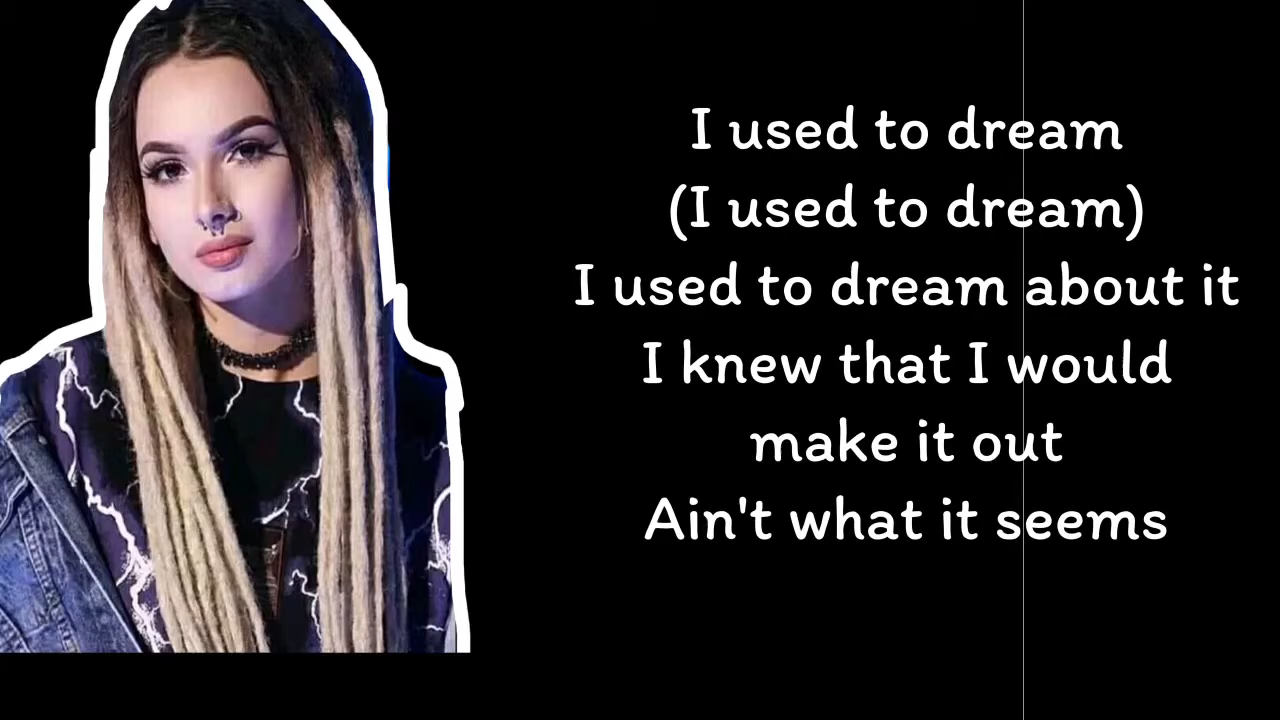 I used to dream
(I used to dream)
I used to dream about it
I knew that I would
make it out
Ain't what it seems